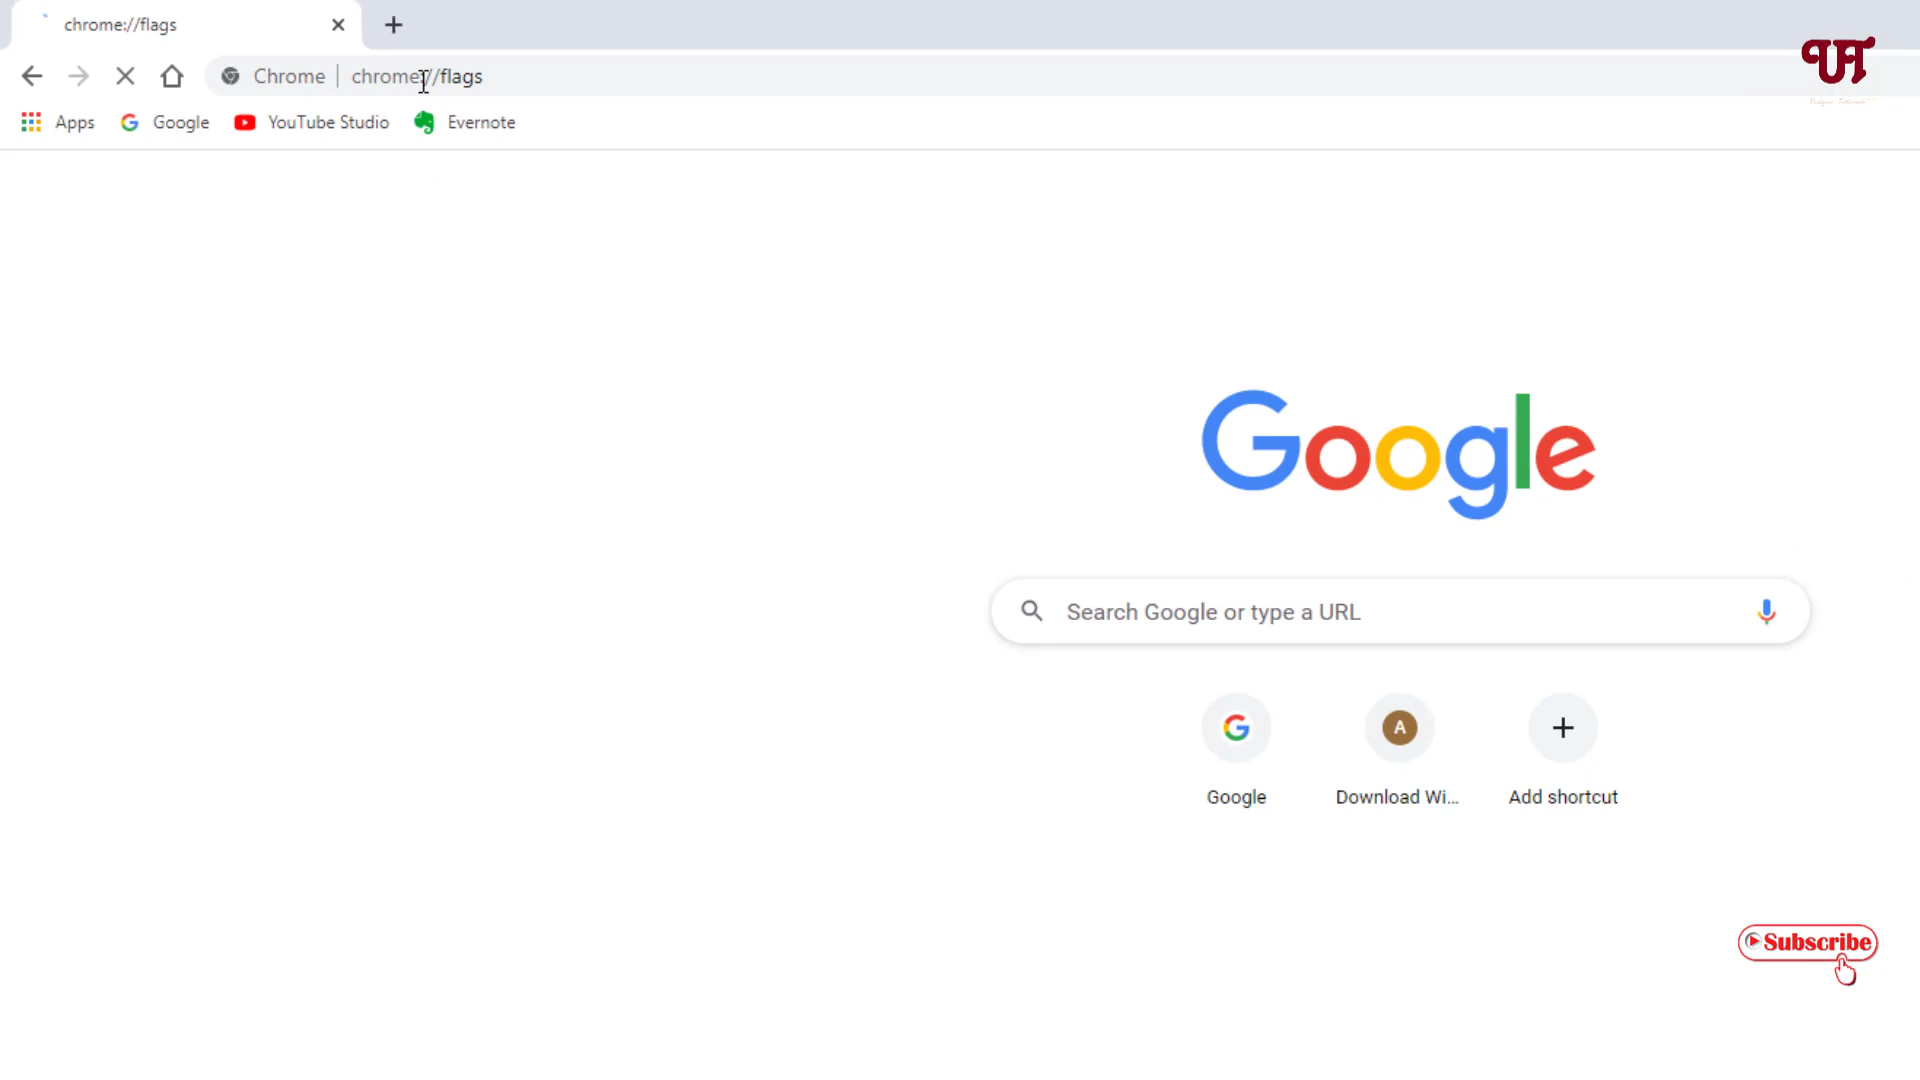 chrome://flags
Chrome | chrome://flags
Apps Google YouTube Studio Evernote
UT
Google
Search Google or type a URL
A
Google Download Wi... Add shortcut
Subscribe